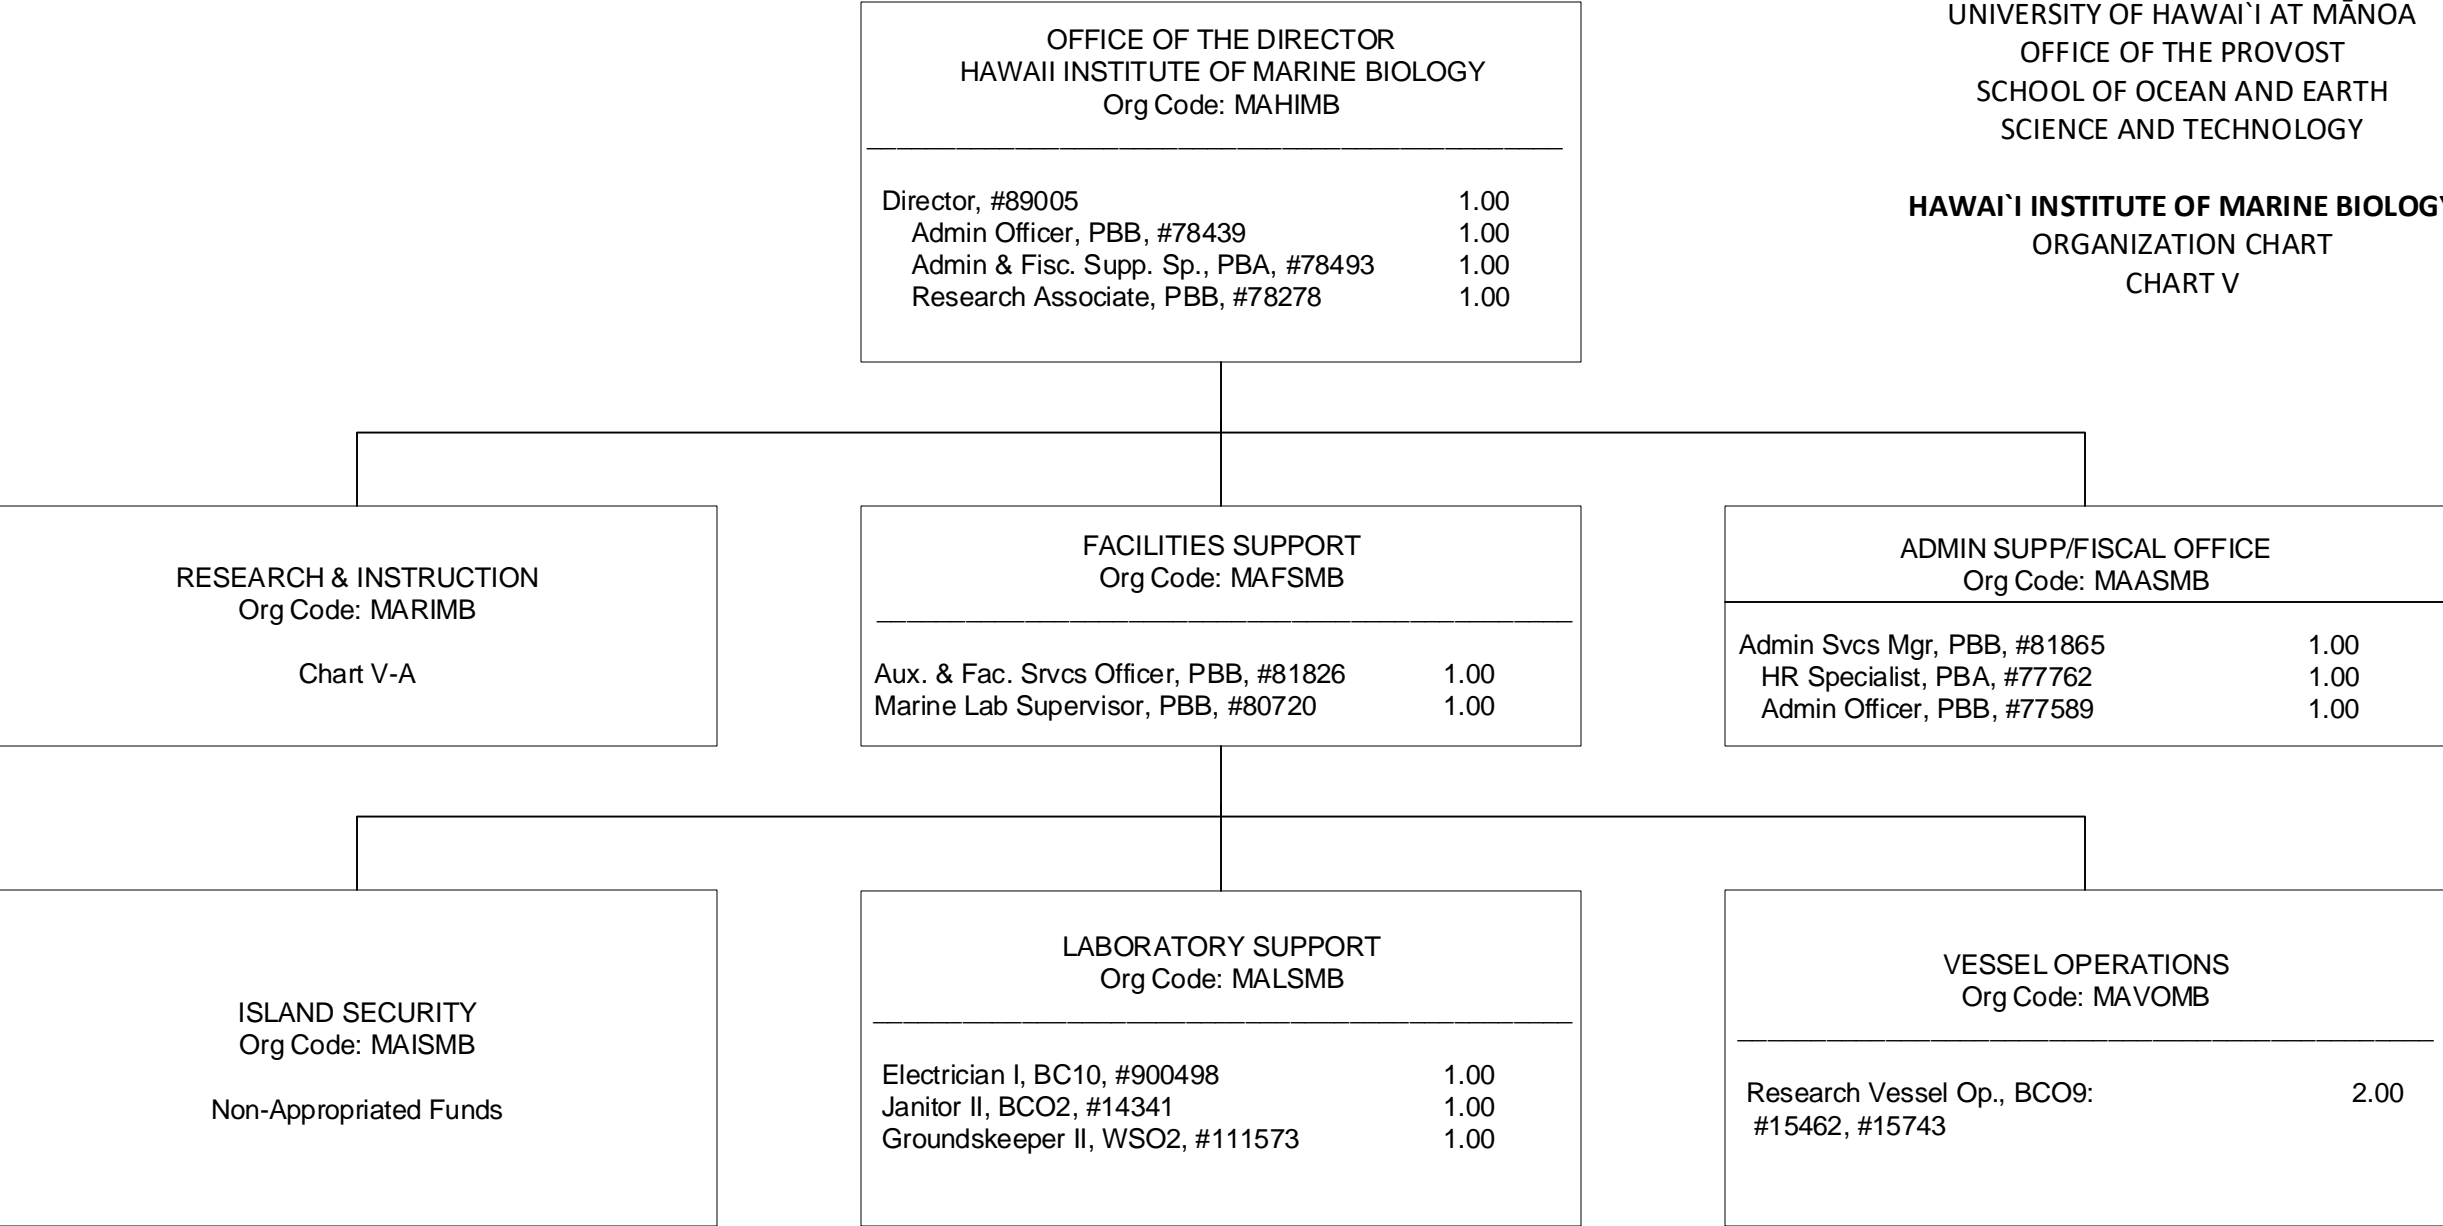 UNIVERSITY OF HAWAI`I AT MĀNOA
OFFICE OF THE PROVOST
SCHOOL OF OCEAN AND EARTH
SCIENCE AND TECHNOLOGY
HAWAI`I INSTITUTE OF MARINE BIOLOGY
ORGANIZATION CHART
CHART V
OFFICE OF THE DIRECTOR
HAWAII INSTITUTE OF MARINE BIOLOGY
Org Code: MAHIMB
Director, #89005 1.00
Admin Officer, PBB, #78439 1.00
Admin & Fisc. Supp. Sp., PBA, #78493 1.00
Research Associate, PBB, #78278 1.00
RESEARCH & INSTRUCTION
Org Code: MARIMB
Chart V-A
FACILITIES SUPPORT
Org Code: MAFSMB
Aux. & Fac. Srvcs Officer, PBB, #81826 1.00
Marine Lab Supervisor, PBB, #80720 1.00
ADMIN SUPP/FISCAL OFFICE
Org Code: MAASMB
Admin Svcs Mgr, PBB, #81865 1.00
HR Specialist, PBA, #77762 1.00
Admin Officer, PBB, #77589 1.00
ISLAND SECURITY
Org Code: MAISMB
Non-Appropriated Funds
LABORATORY SUPPORT
Org Code: MALSMB
Electrician I, BC10, #900498 1.00
Janitor II, BCO2, #14341 1.00
Groundskeeper II, WSO2, #111573 1.00
VESSEL OPERATIONS
Org Code: MAVOMB
Research Vessel Op., BCO9: 2.00
#15462, #15743